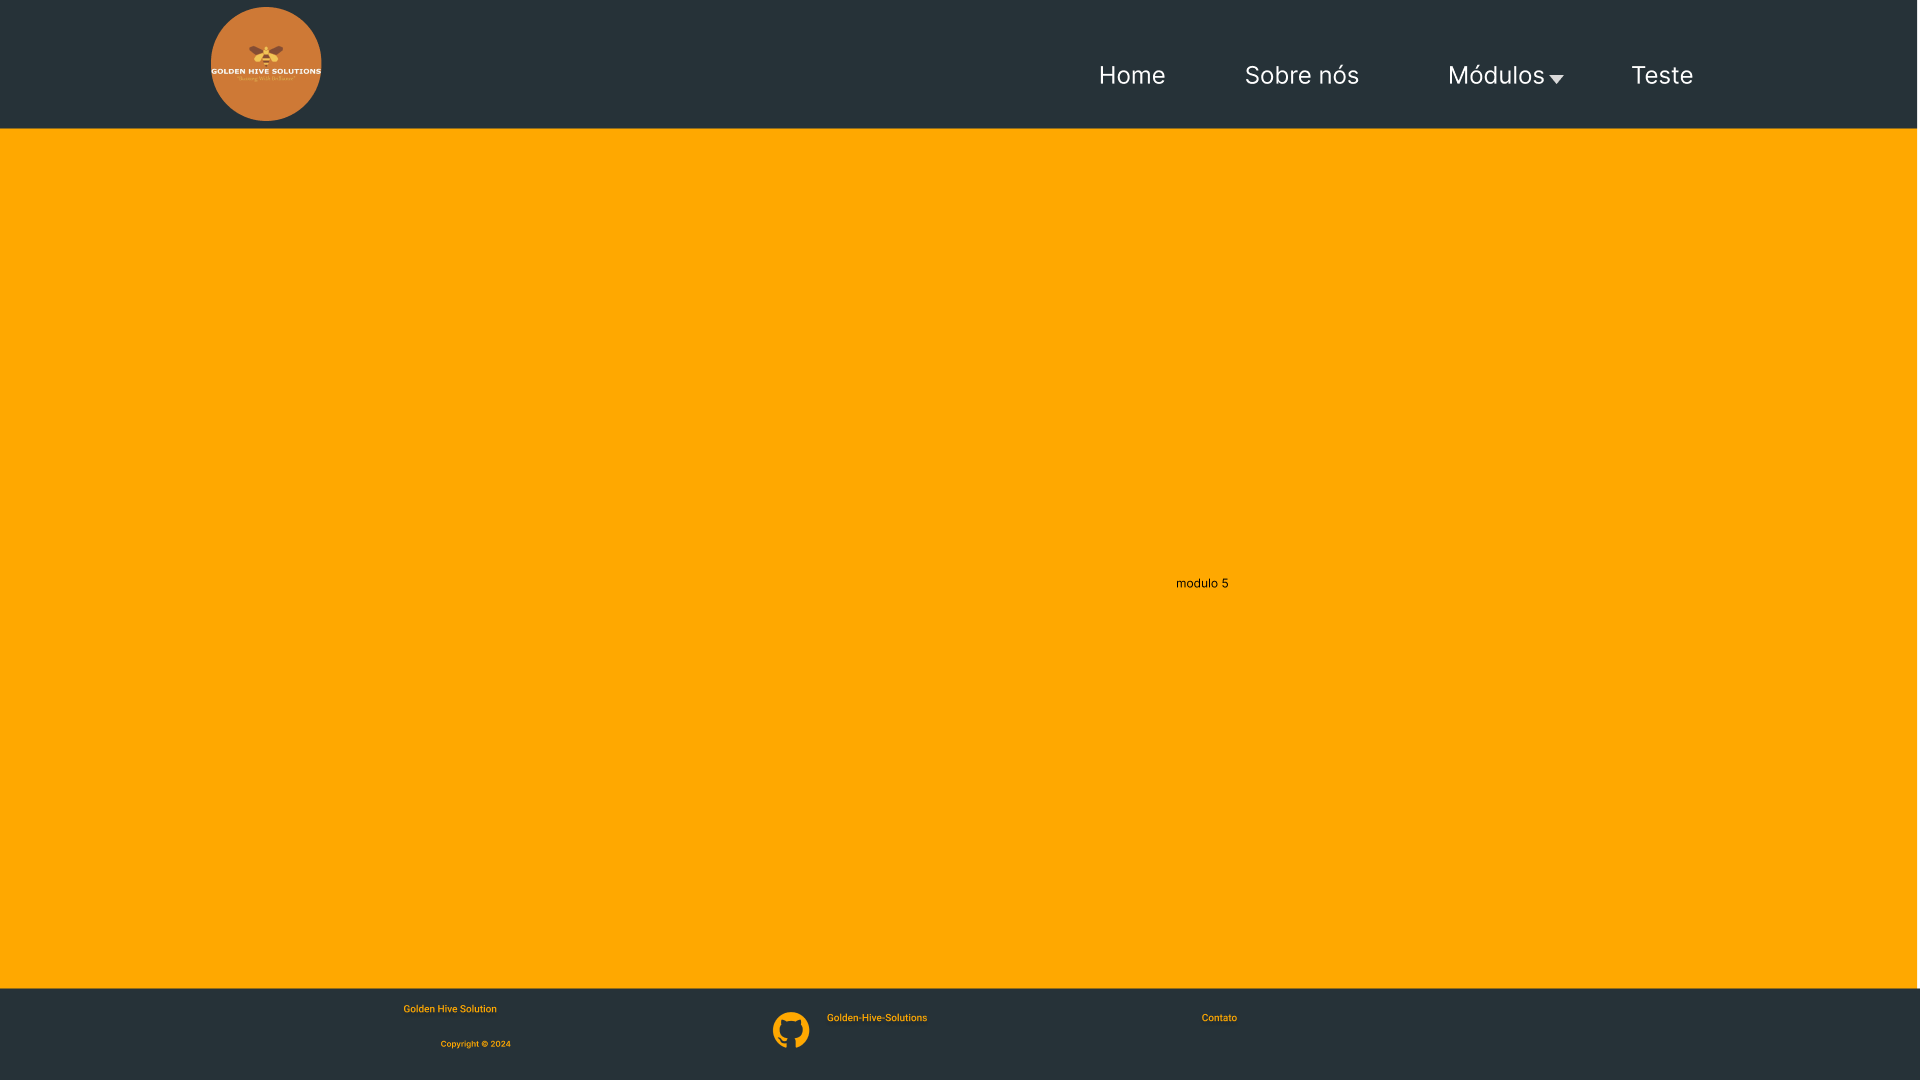 GOLDEN HIVE SOLUTIONS
Home
Sobre nós
Módulos
Teste
modulo 5
Golden Hive Solution
Copyright © 2024
Golden-Hive-Solutions
Contato